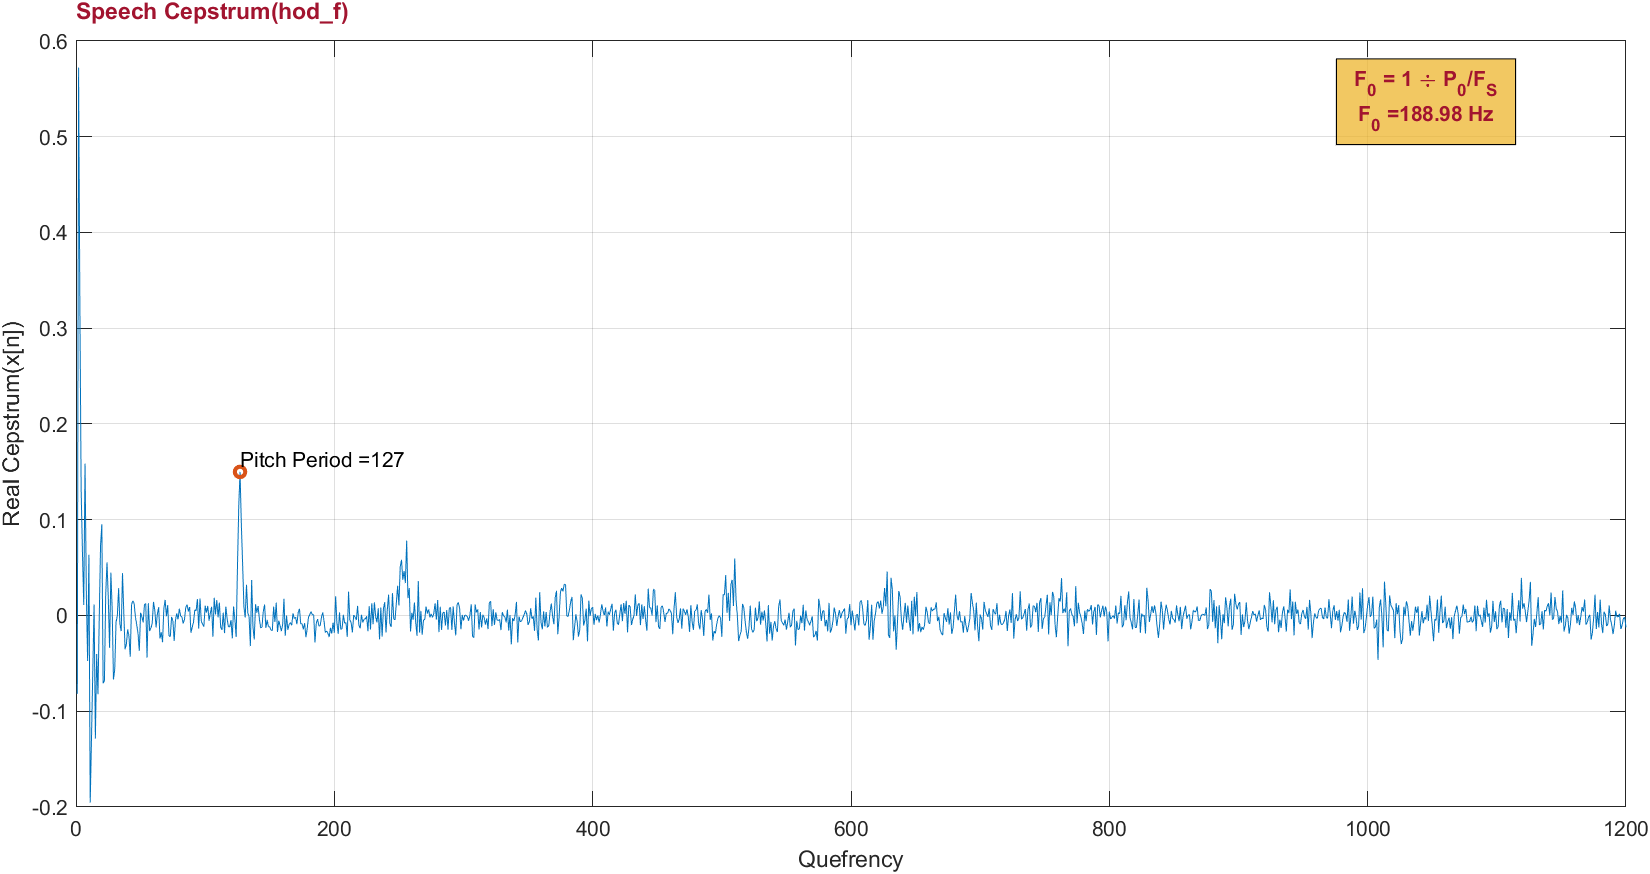 Speech Cepstrum(hod_f)
0.6
0.5
0.4
0.3
0.2
0.1
0
-0.1
-0.2
Real Cepstrum(x[n])
F0 = 1 ÷ P0/FS
F0 =188.98 Hz
Pitch Period =127
0 200 400 600 800 1000 1200
Quefrency